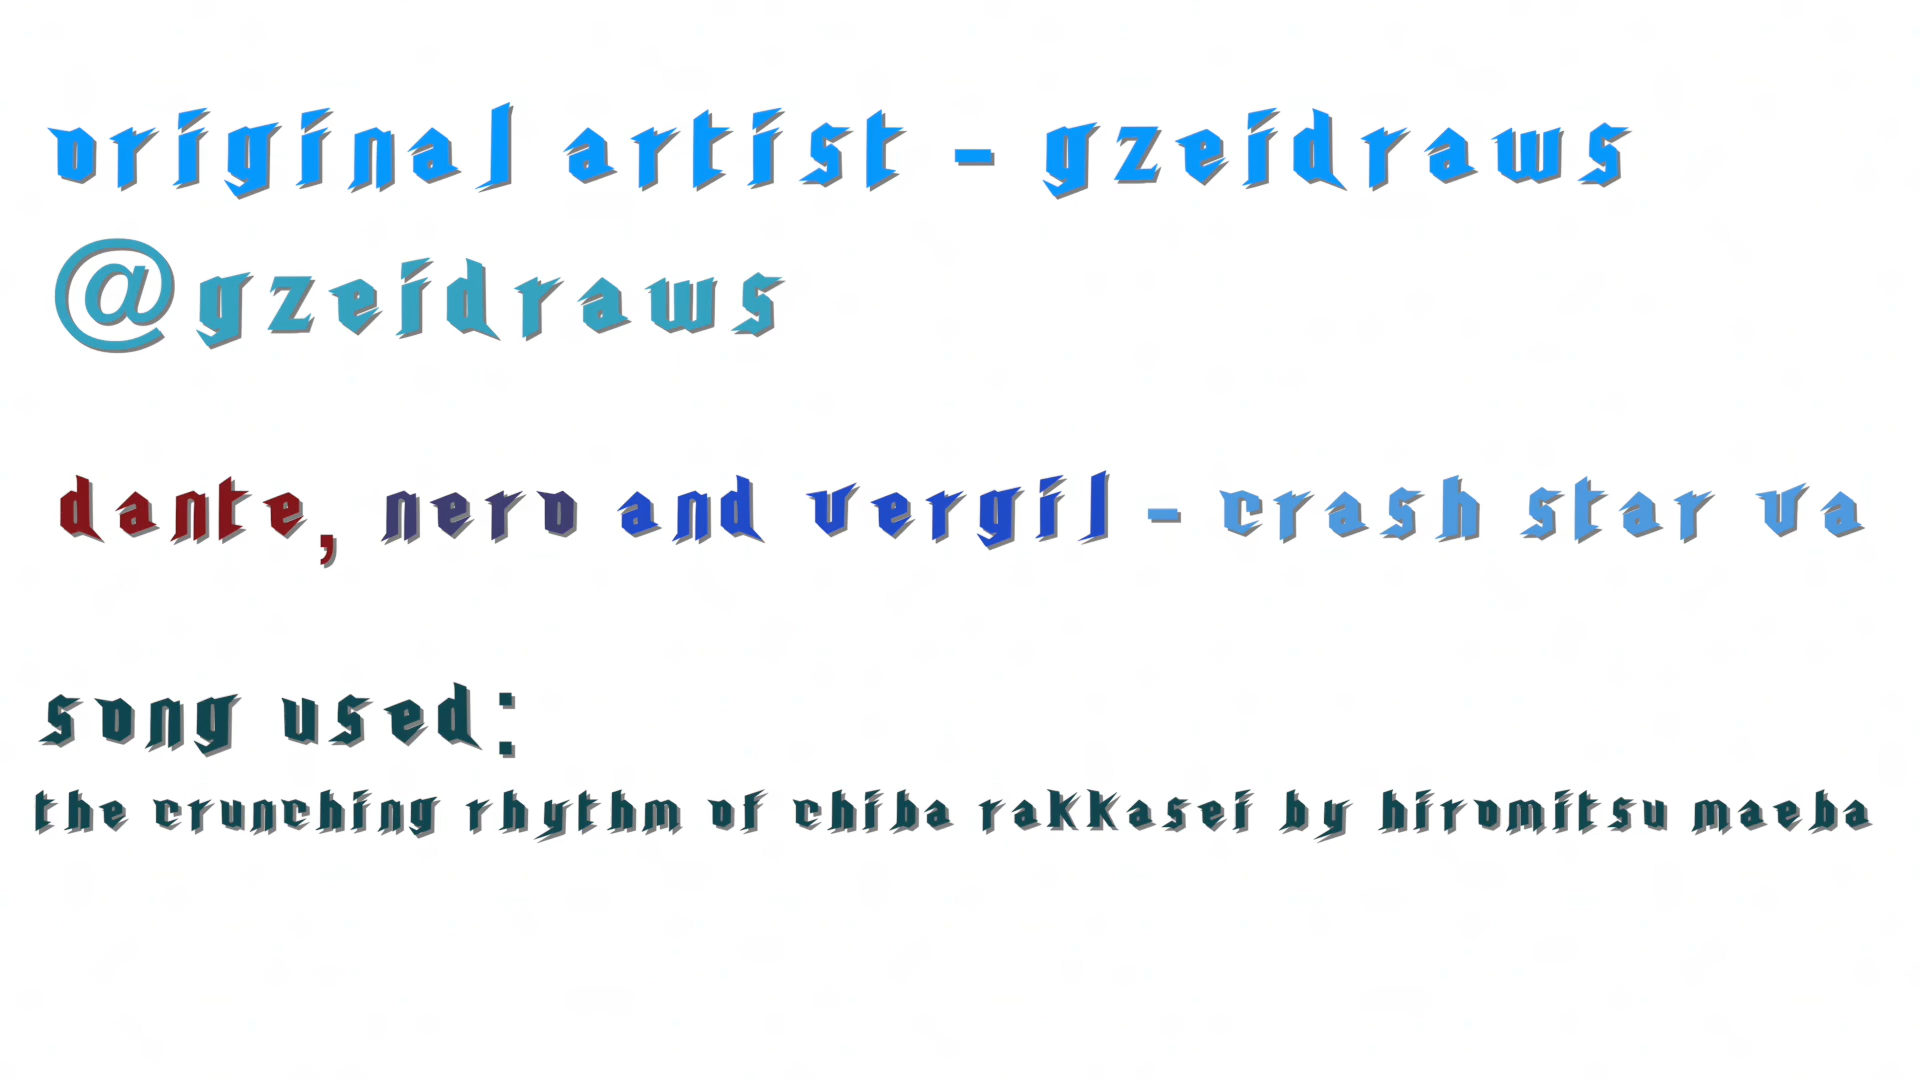 original artist - gzeidraws
@gzeidraws
dante, nero and vergil - crash star va
song used:
the crunching rhythm of chiba rakkasei by hiromitsu maeba